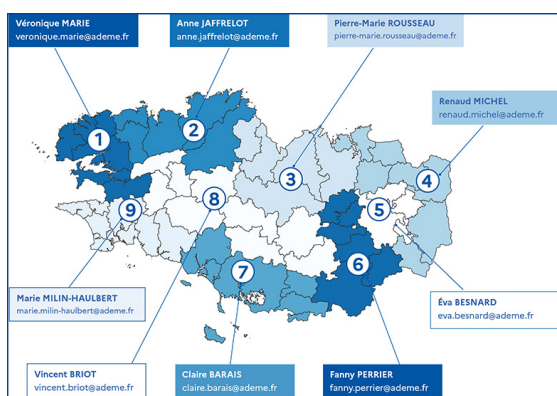 Véronique MARIE
veronique.marie@ademe.fr
Anne JAFFRELOT
anne.jaffrelot@ademe.fr
Pierre-Marie ROUSSEAU
pierre-marie.rousseau@ademe.fr
Renaud MICHEL
renaud.michel@ademe.fr
1
2
3
4
5
8
9
6
7
Marie MILIN-HAULBERT
marie.milin-haulbert@ademe.fr
Éva BESNARD
eva.besnard@ademe.fr
Vincent BRIOT
vincent.briot@ademe.fr
Claire BARAIS
claire.barais@ademe.fr
Fanny PERRIER
fanny.perrier@ademe.fr